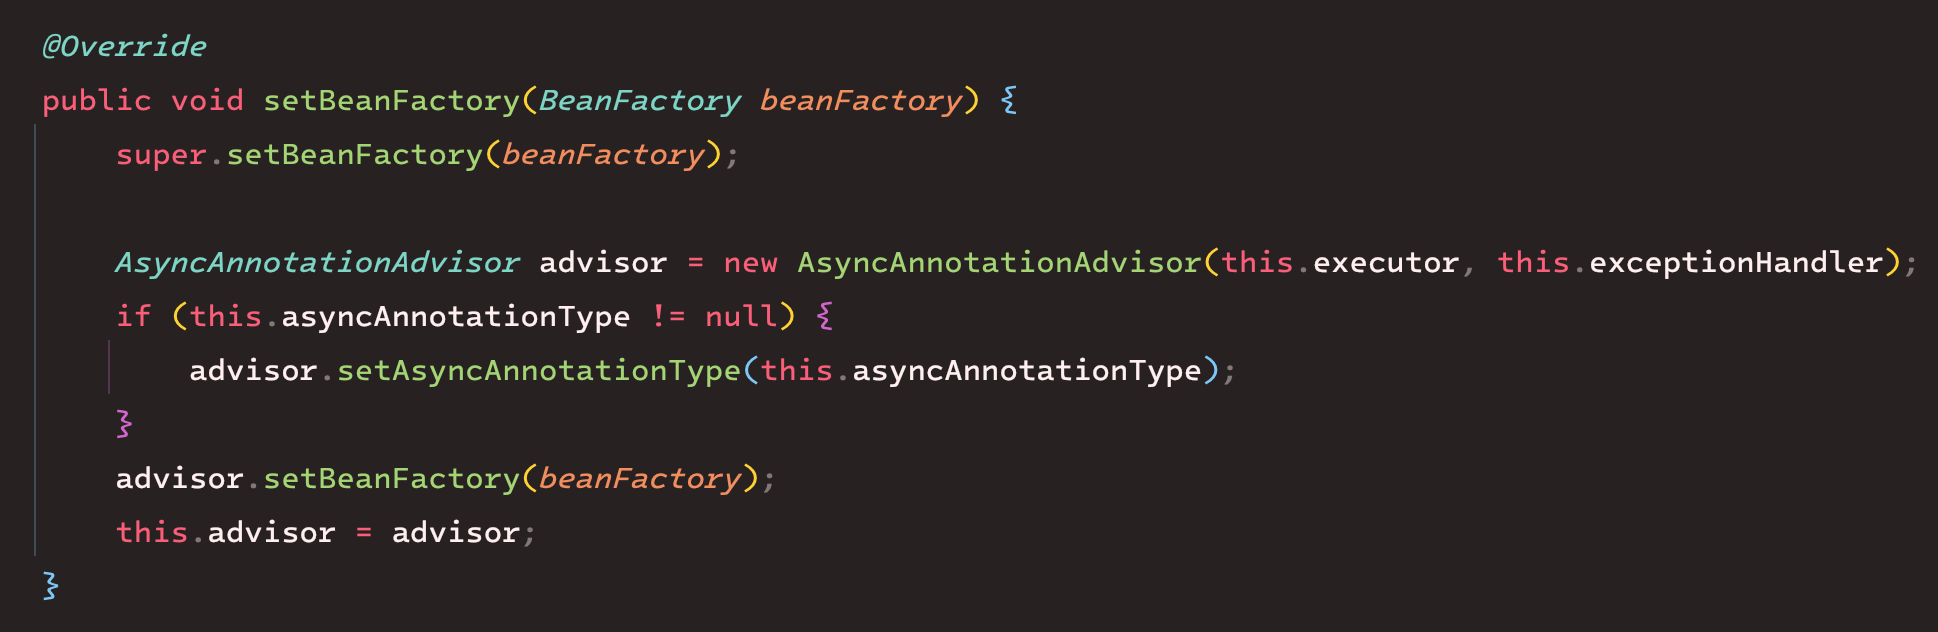 @Override
public void setBeanFactory(BeanFactory beanFactory) {
    super.setBeanFactory(beanFactory);

    AsyncAnnotationAdvisor advisor = new AsyncAnnotationAdvisor(this.executor, this.exceptionHandler);
    if (this.asyncAnnotationType != null) {
        advisor.setAsyncAnnotationType(this.asyncAnnotationType);
    }
    advisor.setBeanFactory(beanFactory);
    this.advisor = advisor;
}